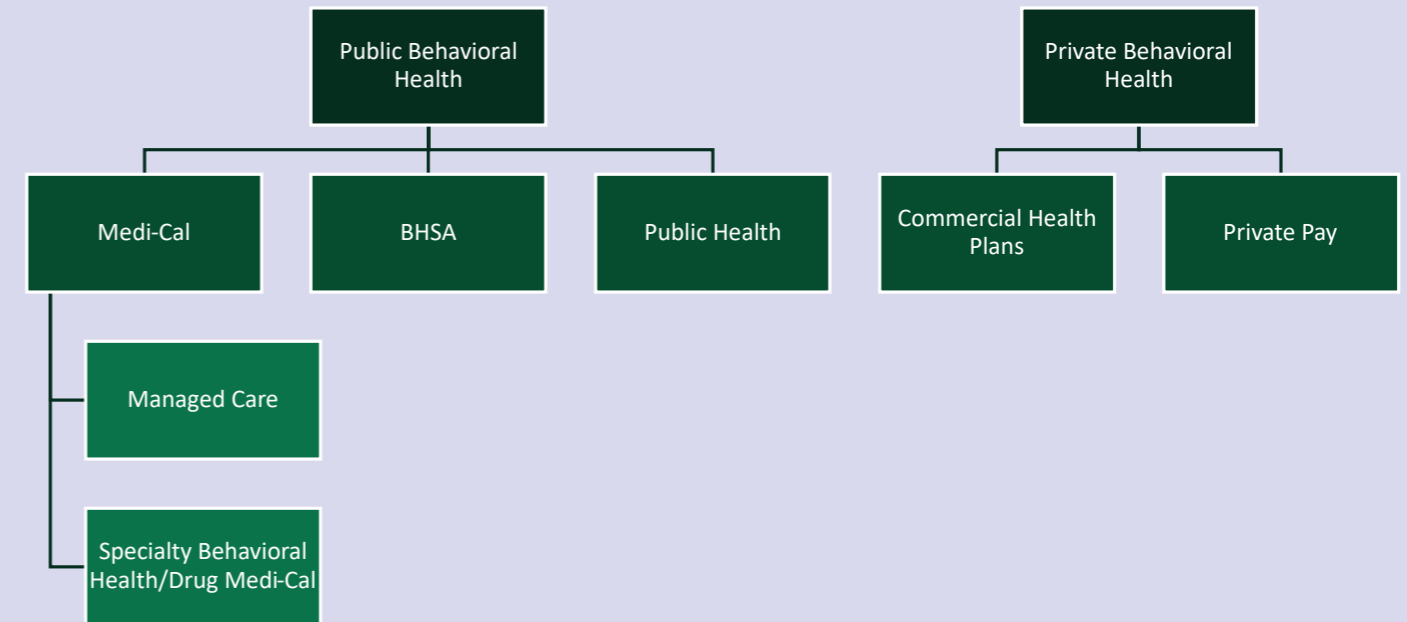 Public Behavioral
Health
Private Behavioral
Health
Medi-Cal
BHSA
Public Health
Commercial Health
Plans
Private Pay
Managed Care
Specialty Behavioral
Health/Drug Medi-Cal